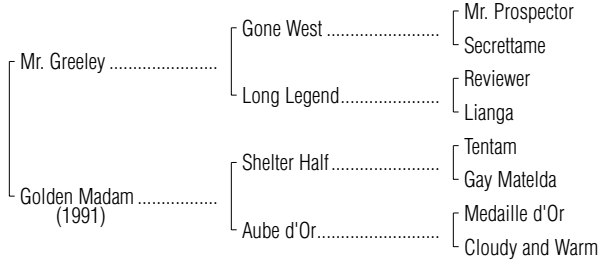 Mr. Prospector
Gone West ......................
Secrettame
Mr. Greeley .....................
Reviewer
Long Legend...................
Lianga
Tentam
Shelter Half.....................
Gay Matelda
Golden Madam ................
(1991)
Medaille d'Or
Aube d'Or........................
Cloudy and Warm